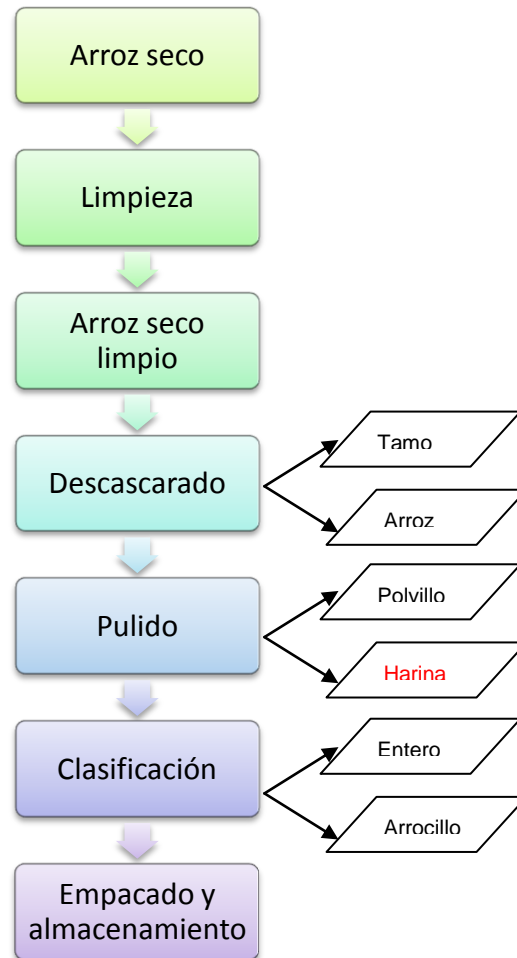 Arroz seco
Limpieza
Arroz seco
limpio
Descascarado
Tamo
Arroz
Pulido
Polvillo
Harina
Clasificación
Entero
Arrocillo
Empacado y
almacenamiento